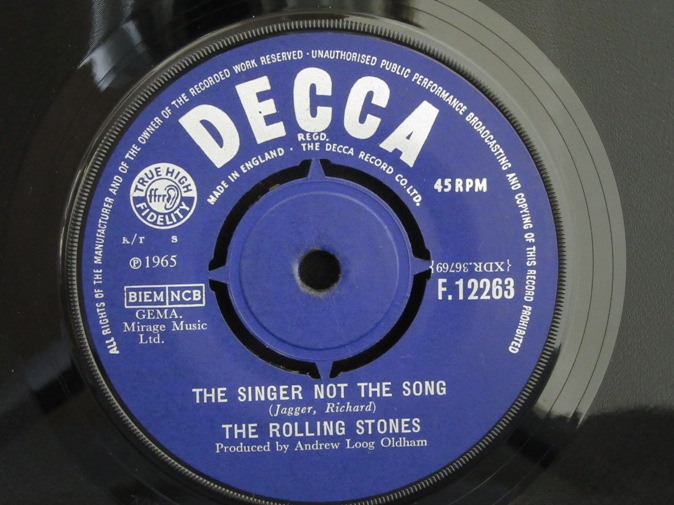 ALL RIGHTS OF THE MANUFACTURER AND OF THE OWNER OF THE RECORDED WORK RESERVED · UNAUTHORISED PUBLIC PERFORMANCE BROADCASTING AND COPYING OF THIS RECORD PROHIBITED
DECCA
REGD.
MADE IN ENGLAND · THE DECCA RECORD CO. LTD.
TRUE HIGH
ffrr
FIDELITY
45 RPM
K/T S
℗ 1965
{XDR.36769}
F.12263
BIEM NCB
GEMA.
Mirage Music
Ltd.
THE SINGER NOT THE SONG
(Jagger, Richard)
THE ROLLING STONES
Produced by Andrew Loog Oldham